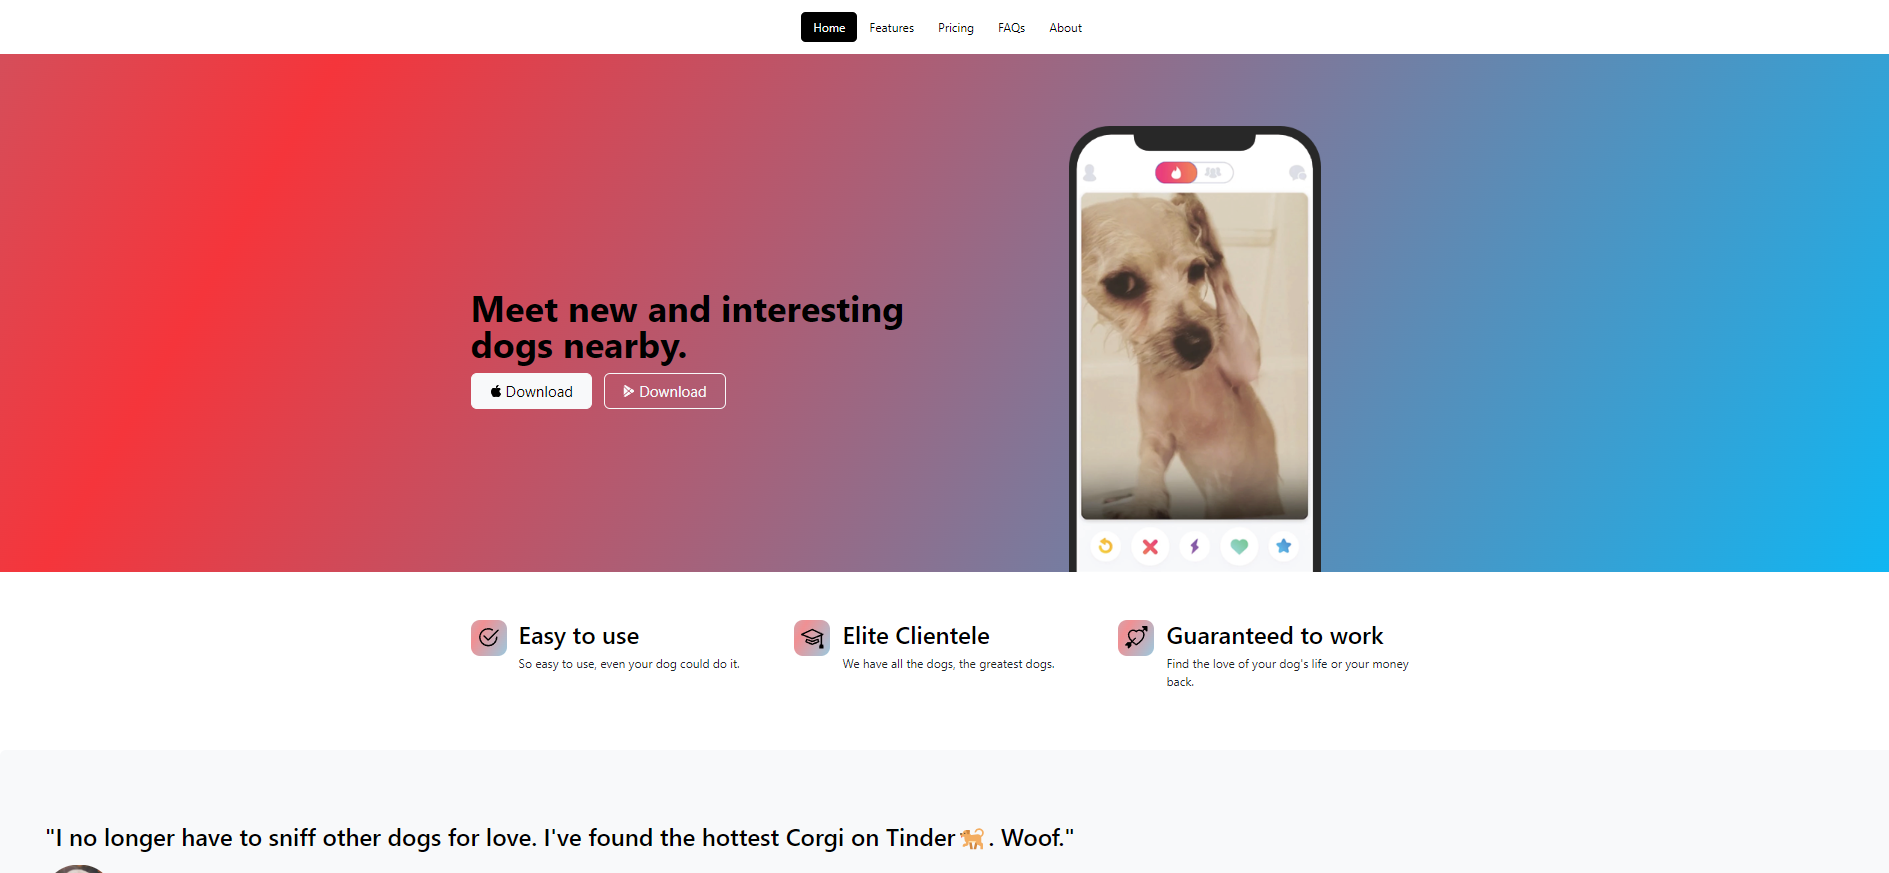 Home Features Pricing FAQs About
Meet new and interesting
dogs nearby.
Download Download
Easy to use
So easy to use, even your dog could do it.
Elite Clientele
We have all the dogs, the greatest dogs.
Guaranteed to work
Find the love of your dog's life or your money
back.
"I no longer have to sniff other dogs for love. I've found the hottest Corgi on Tinder🐕. Woof."